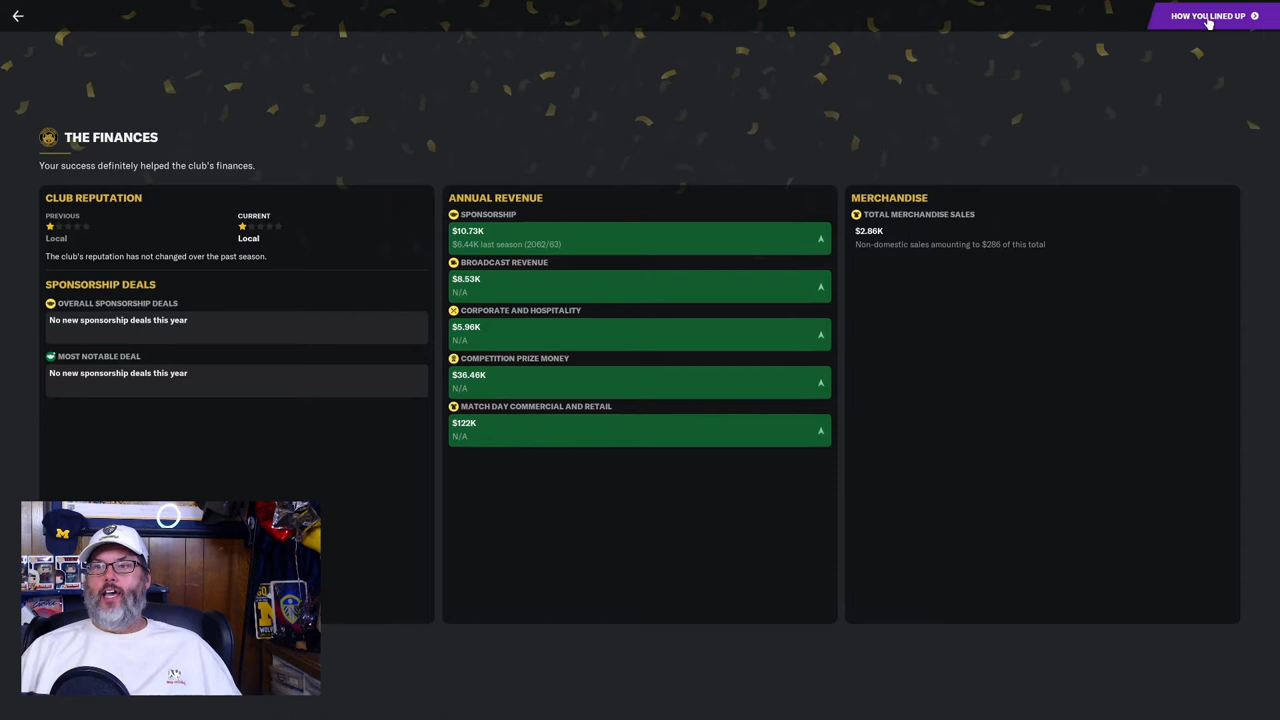 HOW YOU LINED UP
THE FINANCES
Your success definitely helped the club's finances.
CLUB REPUTATION
PREVIOUS
CURRENT
Local
Local
The club's reputation has not changed over the past season.
SPONSORSHIP DEALS
OVERALL SPONSORSHIP DEALS
No new sponsorship deals this year
MOST NOTABLE DEAL
No new sponsorship deals this year
ANNUAL REVENUE
SPONSORSHIP
$10.73K
$6.44K last season (2062/63)
BROADCAST REVENUE
$8.53K
N/A
CORPORATE AND HOSPITALITY
$5.96K
N/A
COMPETITION PRIZE MONEY
$36.46K
N/A
MATCH DAY COMMERCIAL AND RETAIL
$122K
N/A
MERCHANDISE
TOTAL MERCHANDISE SALES
$2.86K
Non-domestic sales amounting to $286 of this total
M
M